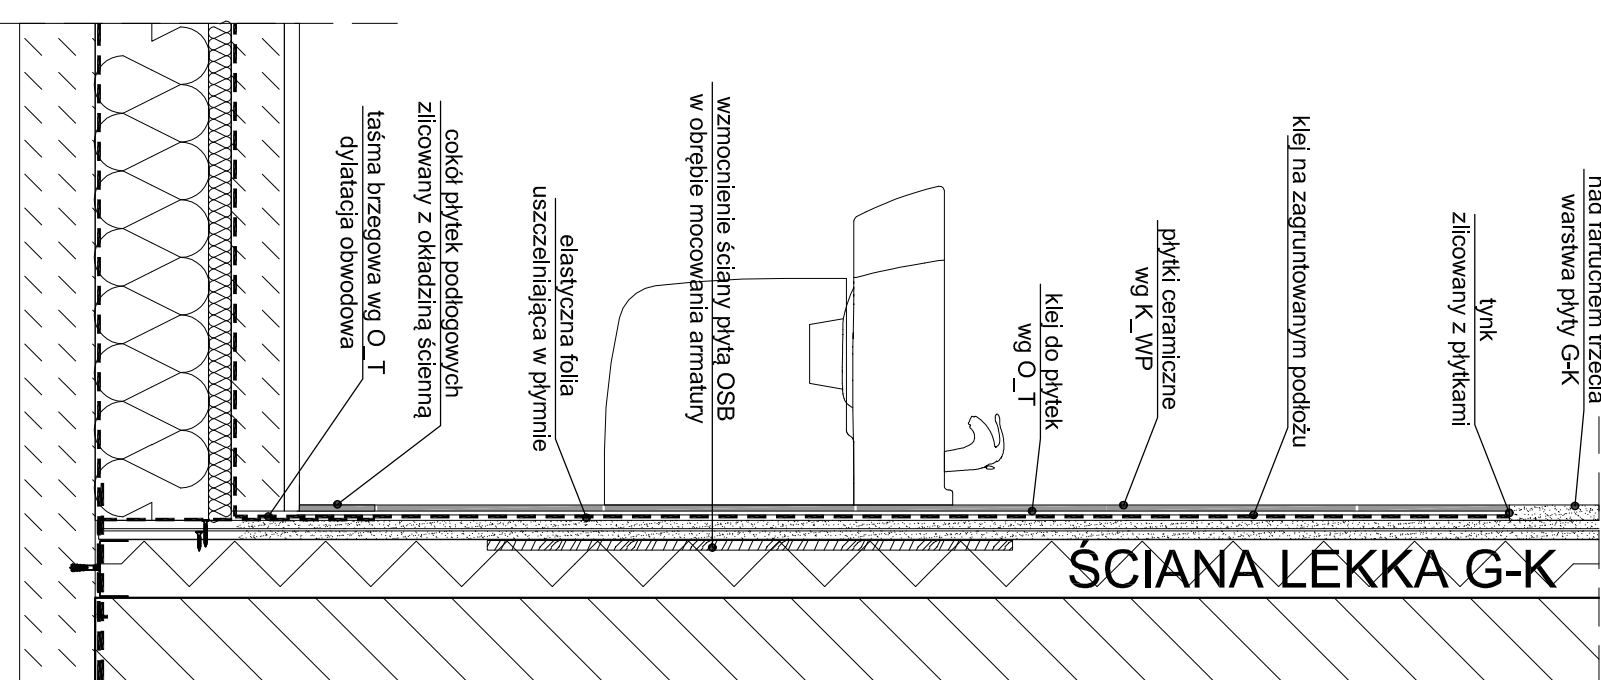 nad fartuchem trzecia
warstwa płyty G-K
tynk
zlicowany z płytkami
klej na zagruntowanym podłożu
płytki ceramiczne
wg K_WP
klej do płytek
wg O_T
wzmocnienie ściany płytą OSB
w obrębie mocowania armatury
elastyczna folia
uszczelniająca w płymnie
cokół płytek podłogowych
zlicowany z okładziną ścienną
taśma brzegowa wg O_T
dylatacja obwodowa
ŚCIANA LEKKA G-K